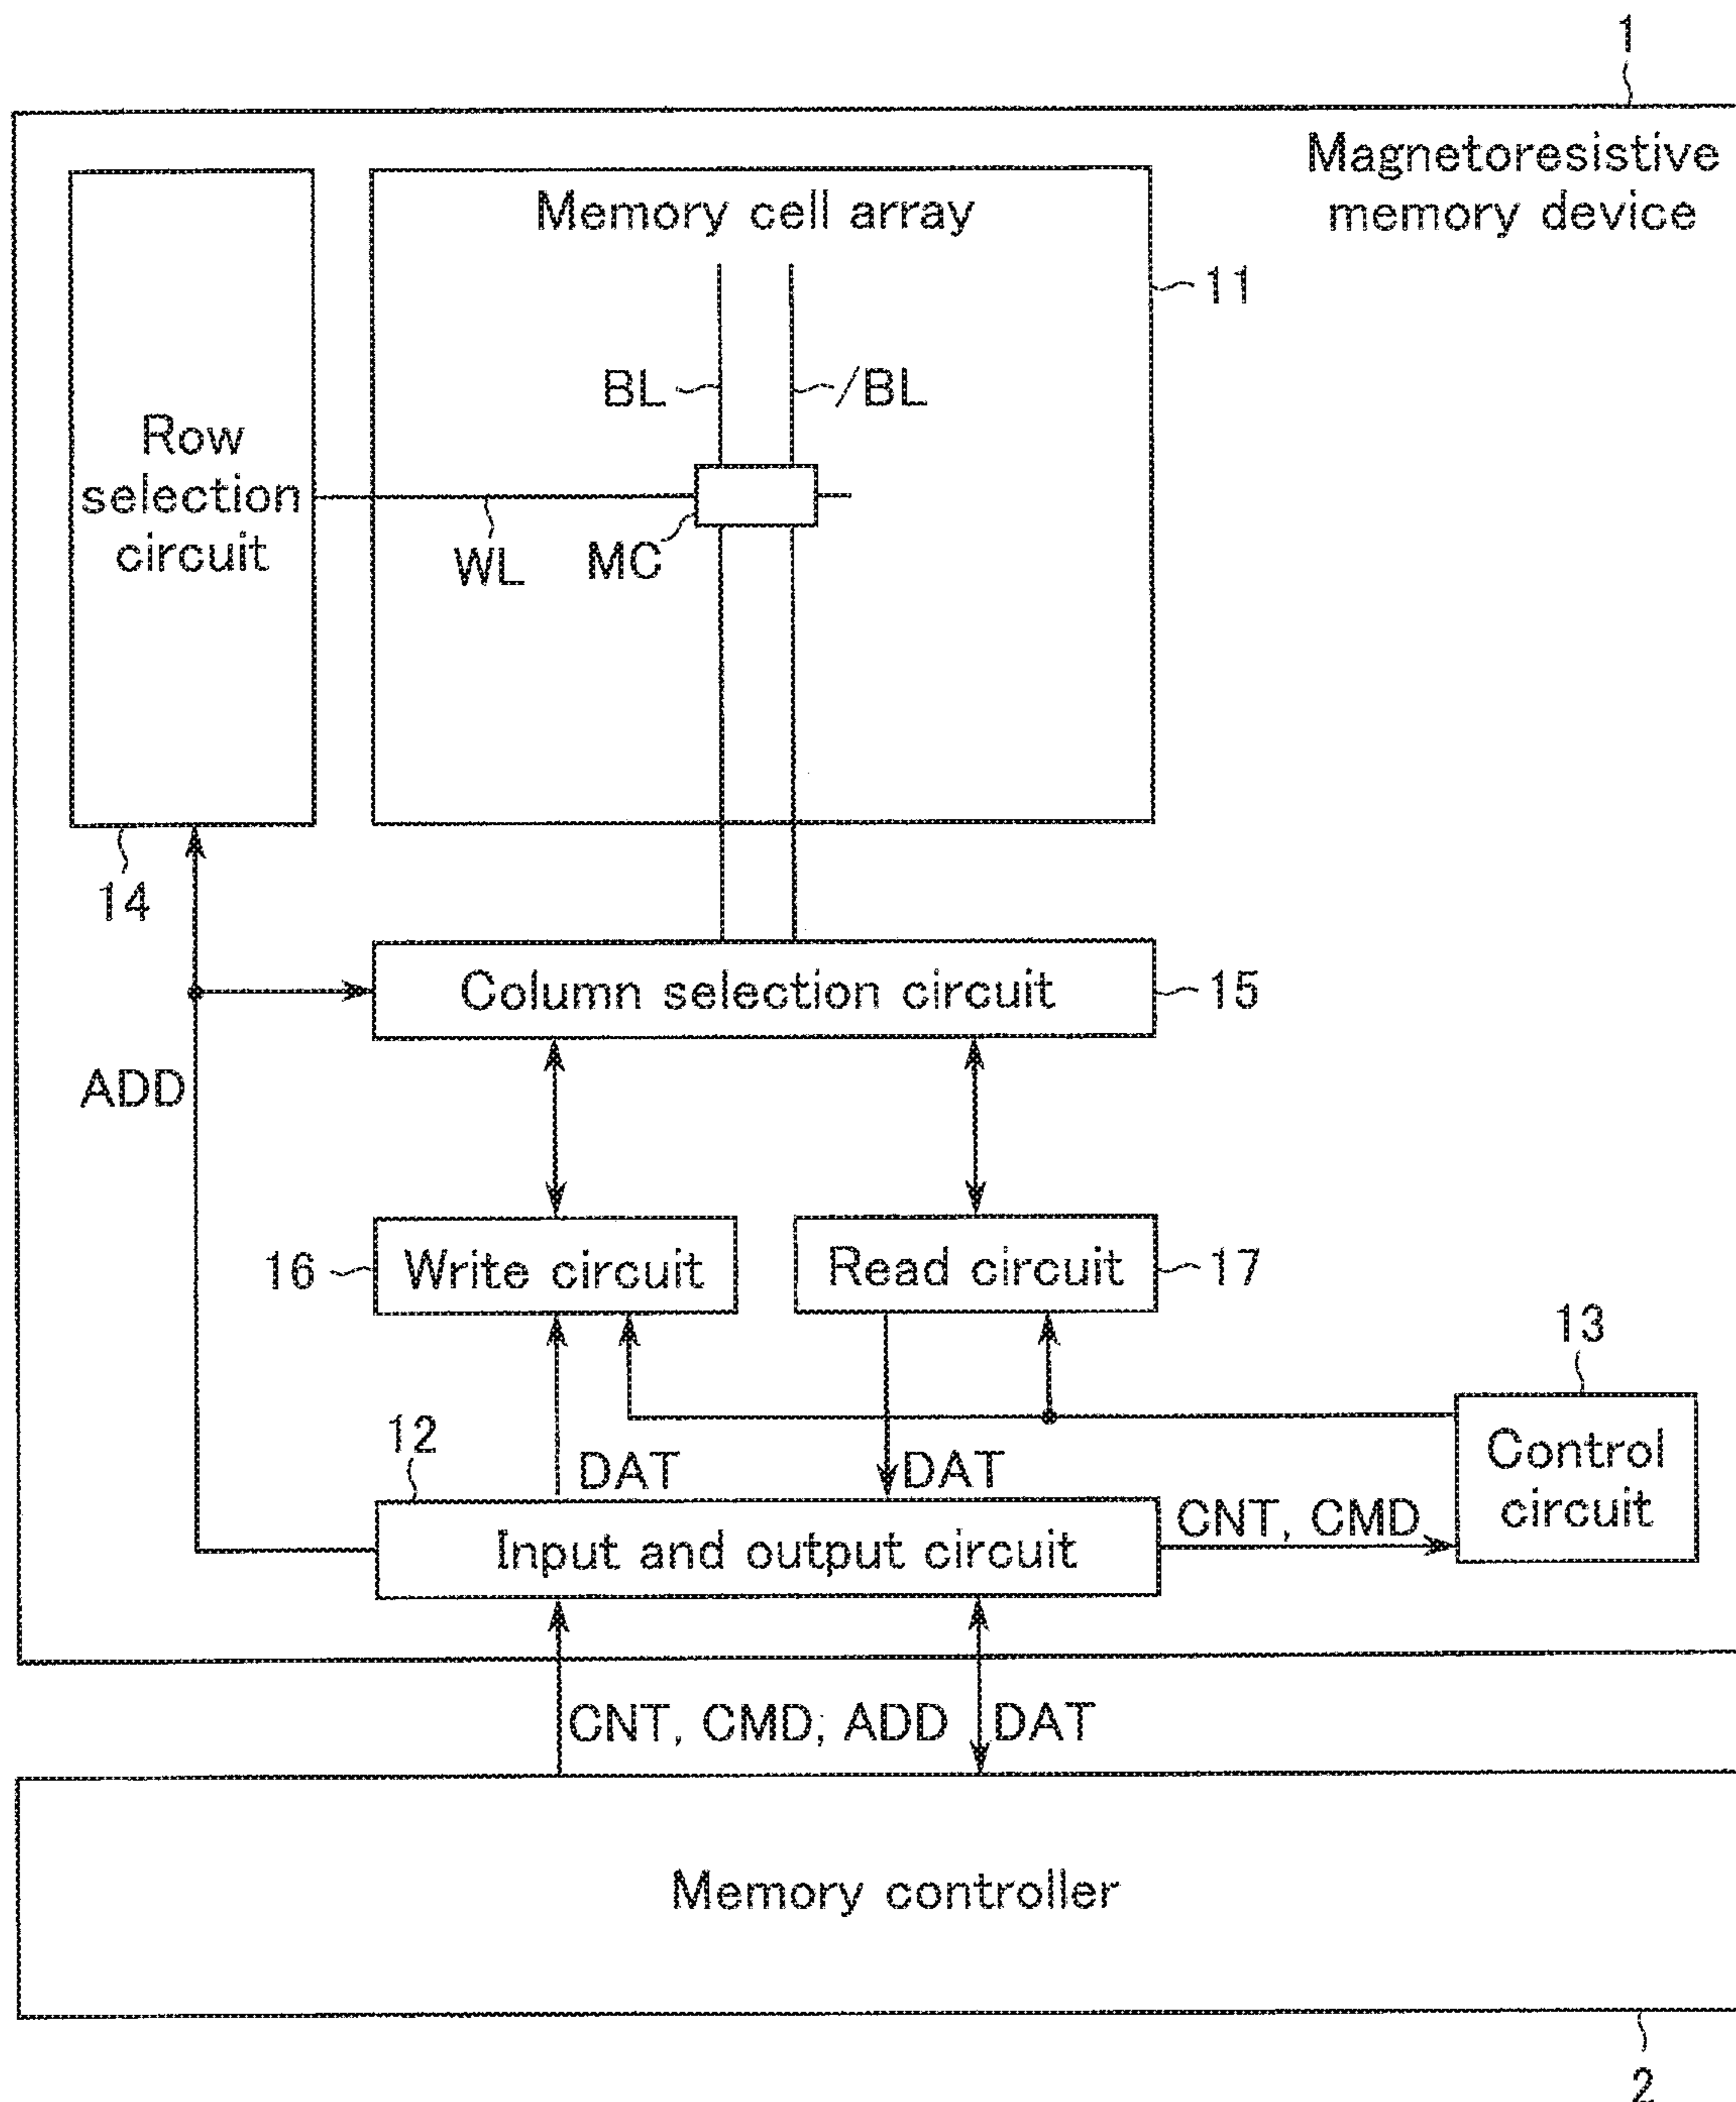 1
Magnetoresistive
memory device
Memory cell array
11
BL
/BL
Row
selection
circuit
WL
MC
14
Column selection circuit
15
ADD
16
Write circuit
Read circuit
17
13
12
DAT
DAT
Control
circuit
CNT, CMD
Input and output circuit
CNT, CMD, ADD
DAT
Memory controller
2